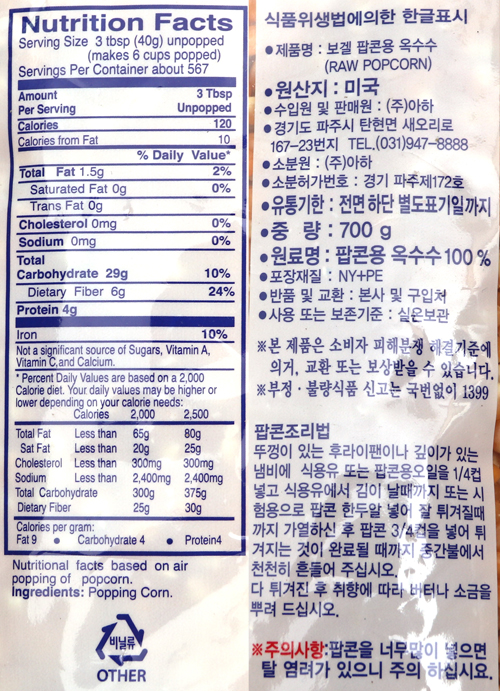 Nutrition Facts
Serving Size 3 tbsp (40g) unpopped
(makes 6 cups popped)
Servings Per Container about 567
Amount 3 Tbsp
Per Serving Unpopped
Calories 120
Calories from Fat 10
% Daily Value*
Total Fat 1.5g 2%
Saturated Fat 0g 0%
Trans Fat 0g
Cholesterol 0mg 0%
Sodium 0mg 0%
Total
Carbohydrate 29g 10%
Dietary Fiber 6g 24%
Protein 4g
Iron 10%
Not a significant source of Sugars, Vitamin A,
Vitamin C,and Calcium.
* Percent Daily Values are based on a 2,000
Calorie diet. Your daily values may be higher or
lower depending on your calorie needs:
Calories 2,000 2,500
Total Fat Less than 65g 80g
Sat Fat Less than 20g 25g
Cholesterol Less than 300mg 300mg
Sodium Less than 2,400mg 2,400mg
Total Carbohydrate 300g 375g
Dietary Fiber 25g 30g
Calories per gram:
Fat 9 ● Carbohydrate 4 ● Protein4
Nutritional facts based on air
popping of popcorn.
Ingredients: Popping Corn.
비닐류
OTHER
식품위생법에의한 한글표시
●제품명 : 보겔 팝콘용 옥수수
(RAW POPCORN)
●원산지 : 미국
●수입원 및 판매원 : (주)아하
●경기도 파주시 탄현면 새오리로
167-23번지 TEL.(031)947-8888
●소분원 : (주)아하
●소분허가번호 : 경기 파주제172호
●유통기한 : 전면하단 별도표기일까지
●중 량 : 700 g
●원료명 : 팝콘용 옥수수 100 %
●포장재질 : NY+PE
●반품 및 교환 : 본사 및 구입처
●사용 또는 보존기준 : 실온보관
※본 제품은 소비자 피해분쟁 해결기준에
의거, 교환 또는 보상받을 수 있습니다.
※부정·불량식품 신고는 국번없이 1399
팝콘조리법
뚜껑이 있는 후라이팬이나 깊이가 있는
냄비에 식용유 또는 팝콘용오일을 1/4컵
넣고 식용유에서 김이 날때까지 또는 시
험용으로 팝콘 한두알 넣어 잘 튀겨질때
까지 가열하신 후 팝콘 3/4컵을 넣어 튀
겨지는 것이 완료될 때까지 중간불에서
천천히 흔들어 주십시오.
다 튀겨진 후 취향에 따라 버터나 소금을
뿌려 드십시오.
※주의사항:팝콘을 너무많이 넣으면
탈 염려가 있으니 주의 하십시오.